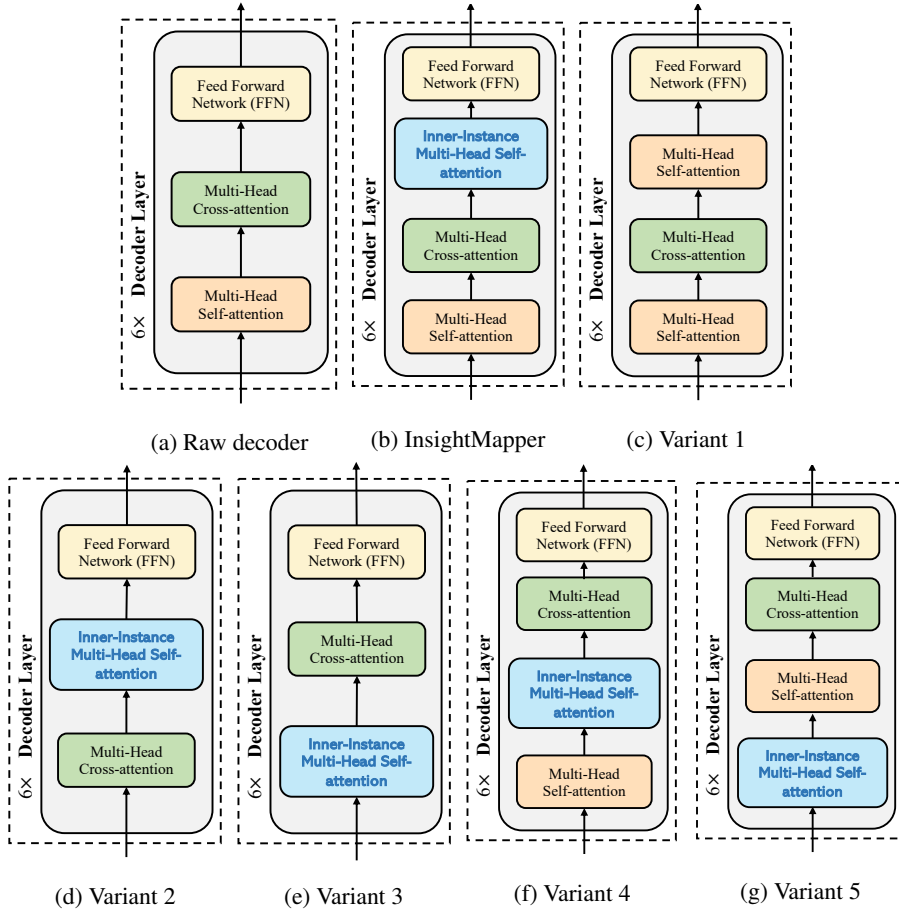 Feed Forward
Network (FFN)
Multi-Head
Cross-attention
Multi-Head
Self-attention
6× Decoder Layer
(a) Raw decoder
Feed Forward
Network (FFN)
Inner-Instance
Multi-Head Self-
attention
Multi-Head
Cross-attention
Multi-Head
Self-attention
6× Decoder Layer
(b) InsightMapper
Feed Forward
Network (FFN)
Multi-Head
Self-attention
Multi-Head
Cross-attention
Multi-Head
Self-attention
6× Decoder Layer
(c) Variant 1
Feed Forward
Network (FFN)
Inner-Instance
Multi-Head Self-
attention
Multi-Head
Cross-attention
6× Decoder Layer
(d) Variant 2
Feed Forward
Network (FFN)
Multi-Head
Cross-attention
Inner-Instance
Multi-Head Self-
attention
6× Decoder Layer
(e) Variant 3
Feed Forward
Network (FFN)
Multi-Head
Cross-attention
Inner-Instance
Multi-Head Self-
attention
Multi-Head
Self-attention
6× Decoder Layer
(f) Variant 4
Feed Forward
Network (FFN)
Multi-Head
Cross-attention
Multi-Head
Self-attention
Inner-Instance
Multi-Head Self-
attention
6× Decoder Layer
(g) Variant 5